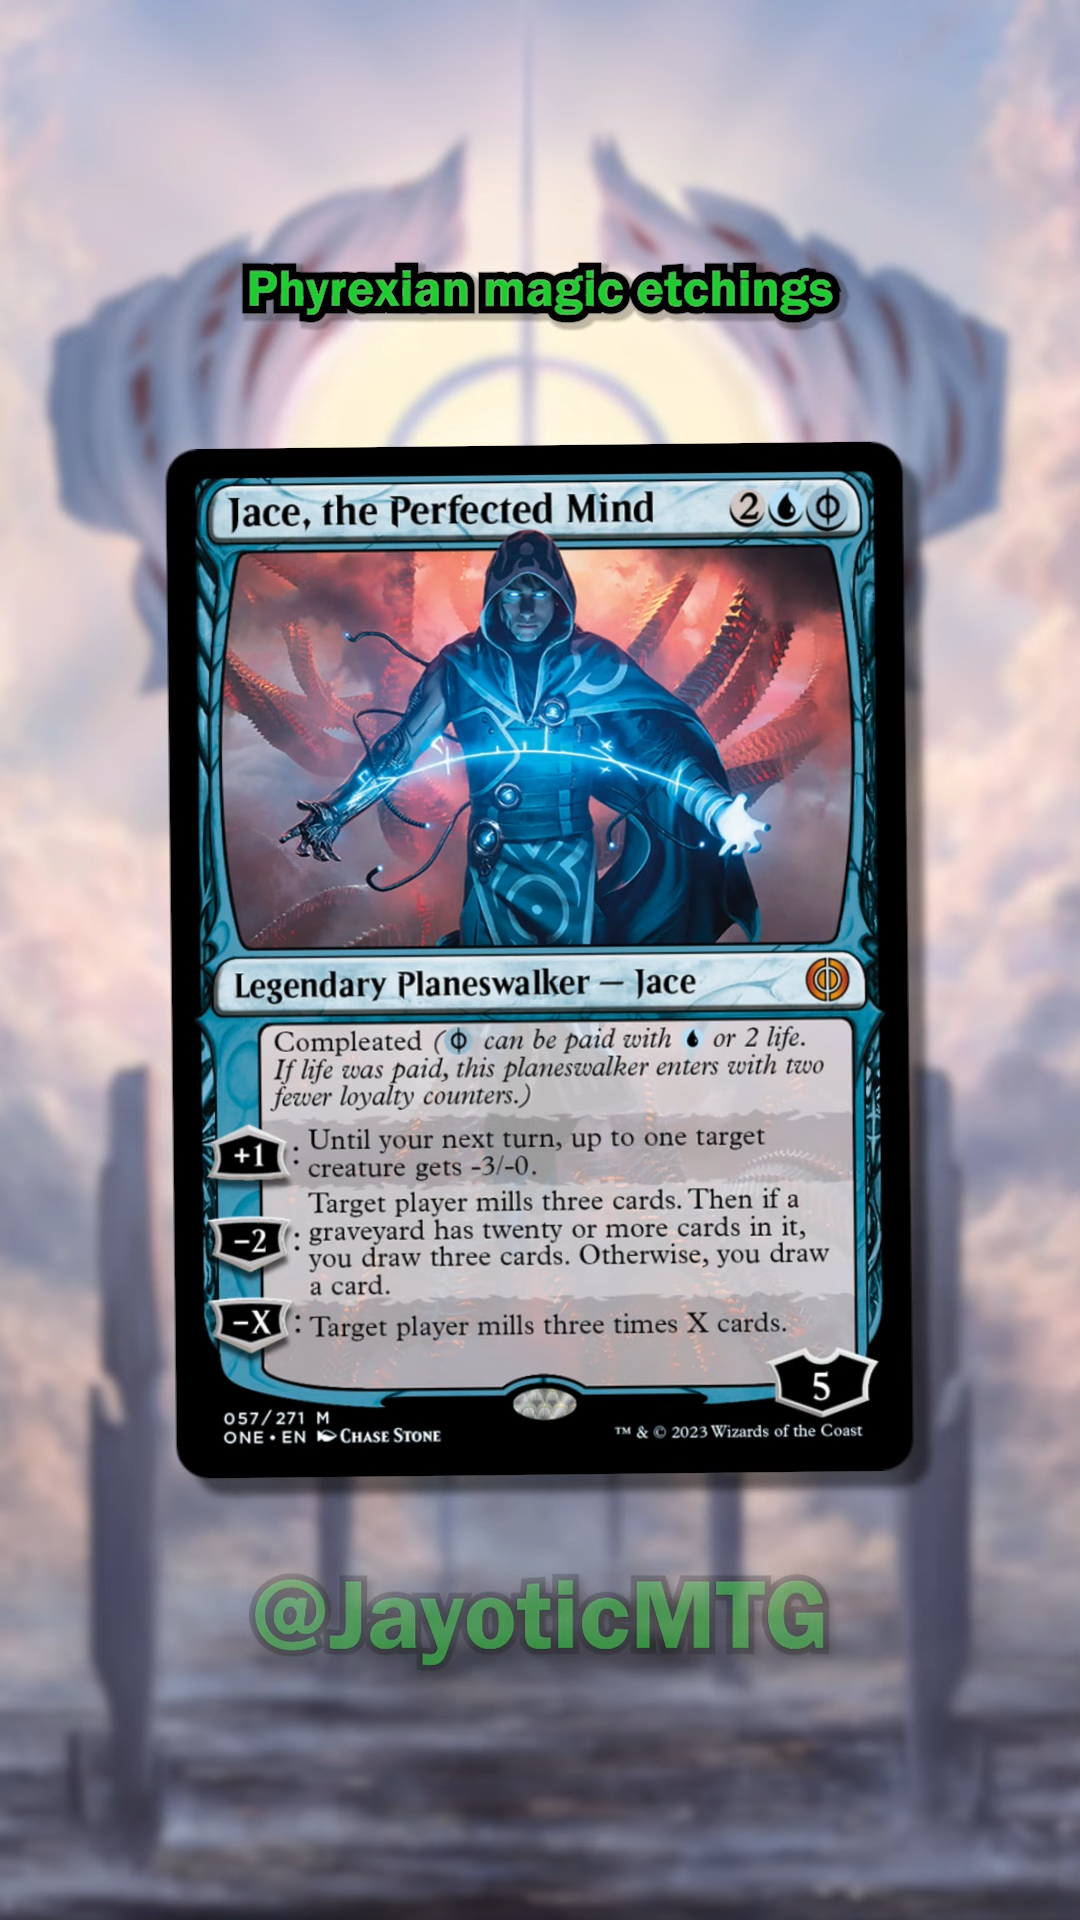 Phyrexian magic etchings
Jace, the Perfected Mind 2
Legendary Planeswalker — Jace
Compleated (Φ can be paid with or 2 life.
If life was paid, this planeswalker enters with two
fewer loyalty counters.)
+1: Until your next turn, up to one target
creature gets -3/-0.
−2: Target player mills three cards. Then if a
graveyard has twenty or more cards in it,
you draw three cards. Otherwise, you draw
a card.
−X: Target player mills three times X cards.
5
057/271 M
ONE • EN CHASE STONE
™ & © 2023 Wizards of the Coast
@JayoticMTG